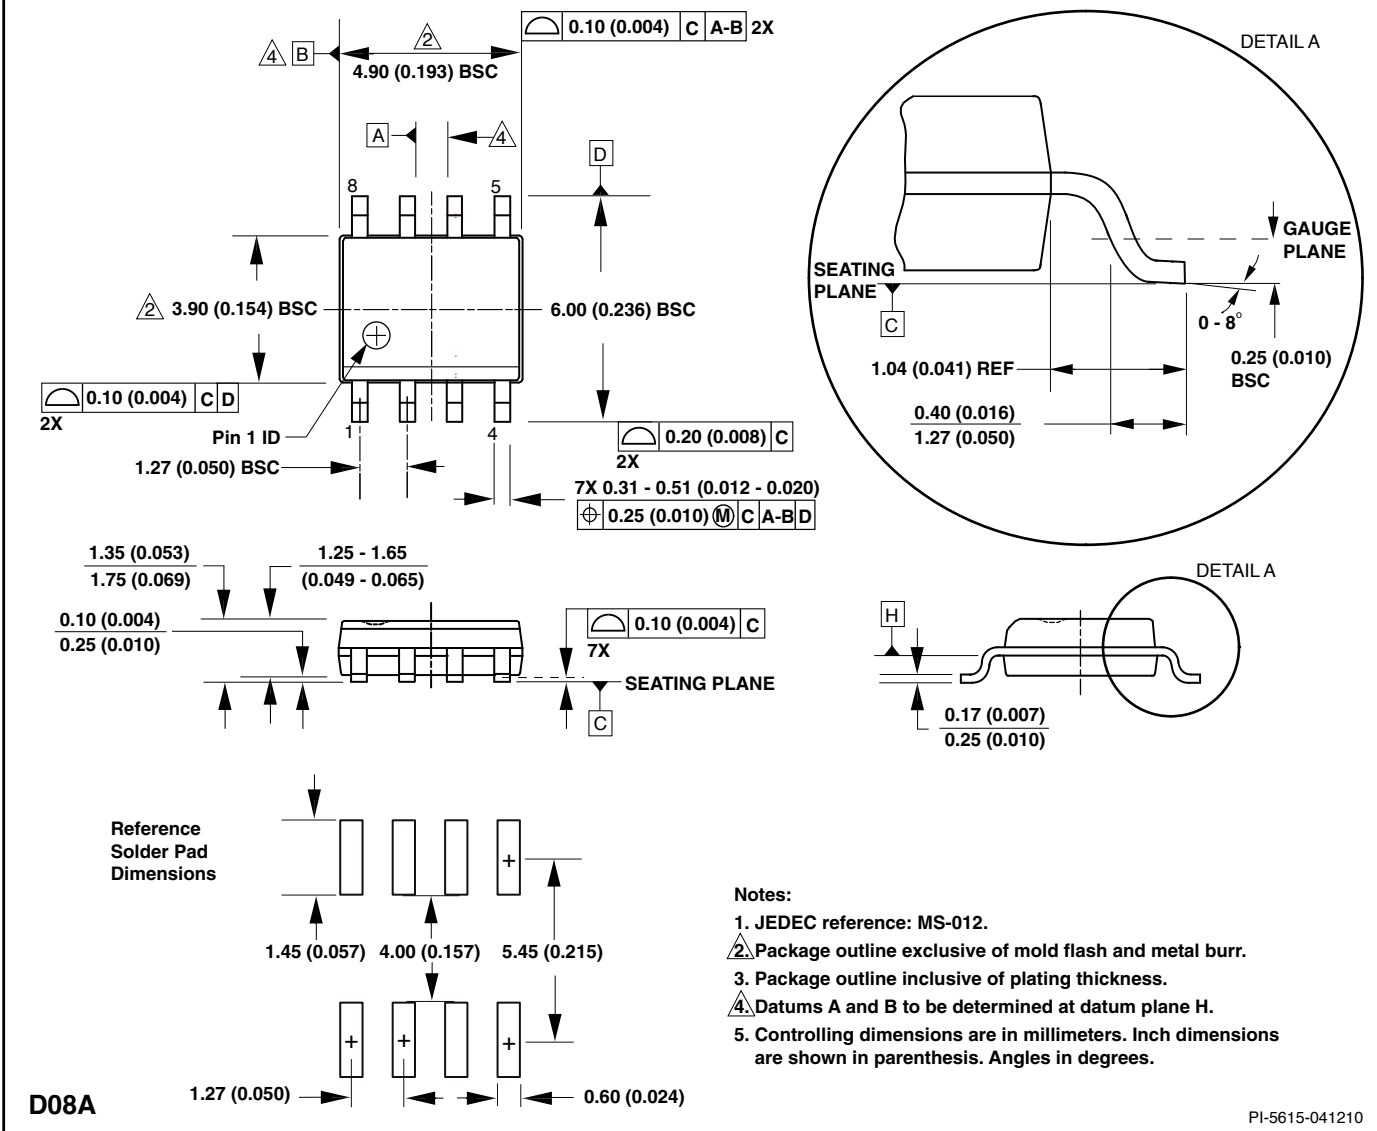 0.10 (0.004) C A-B 2X
4 B
2
4.90 (0.193) BSC
A
4
D
8
5
2 3.90 (0.154) BSC
6.00 (0.236) BSC
0.10 (0.004) C D
2X
Pin 1 ID
1
4
1.27 (0.050) BSC
0.20 (0.008) C
2X
7X 0.31 - 0.51 (0.012 - 0.020)
0.25 (0.010) M C A-B D
DETAIL A
GAUGE
PLANE
SEATING
PLANE
C
0 - 8°
1.04 (0.041) REF
0.25 (0.010)
BSC
0.40 (0.016)
1.27 (0.050)
1.35 (0.053)
1.75 (0.069)
1.25 - 1.65
(0.049 - 0.065)
0.10 (0.004)
0.25 (0.010)
0.10 (0.004) C
7X
SEATING PLANE
C
DETAIL A
H
0.17 (0.007)
0.25 (0.010)
Reference
Solder Pad
Dimensions
1.45 (0.057)
4.00 (0.157)
5.45 (0.215)
1.27 (0.050)
0.60 (0.024)
Notes:
1. JEDEC reference: MS-012.
2. Package outline exclusive of mold flash and metal burr.
3. Package outline inclusive of plating thickness.
4. Datums A and B to be determined at datum plane H.
5. Controlling dimensions are in millimeters. Inch dimensions
are shown in parenthesis. Angles in degrees.
D08A
PI-5615-041210